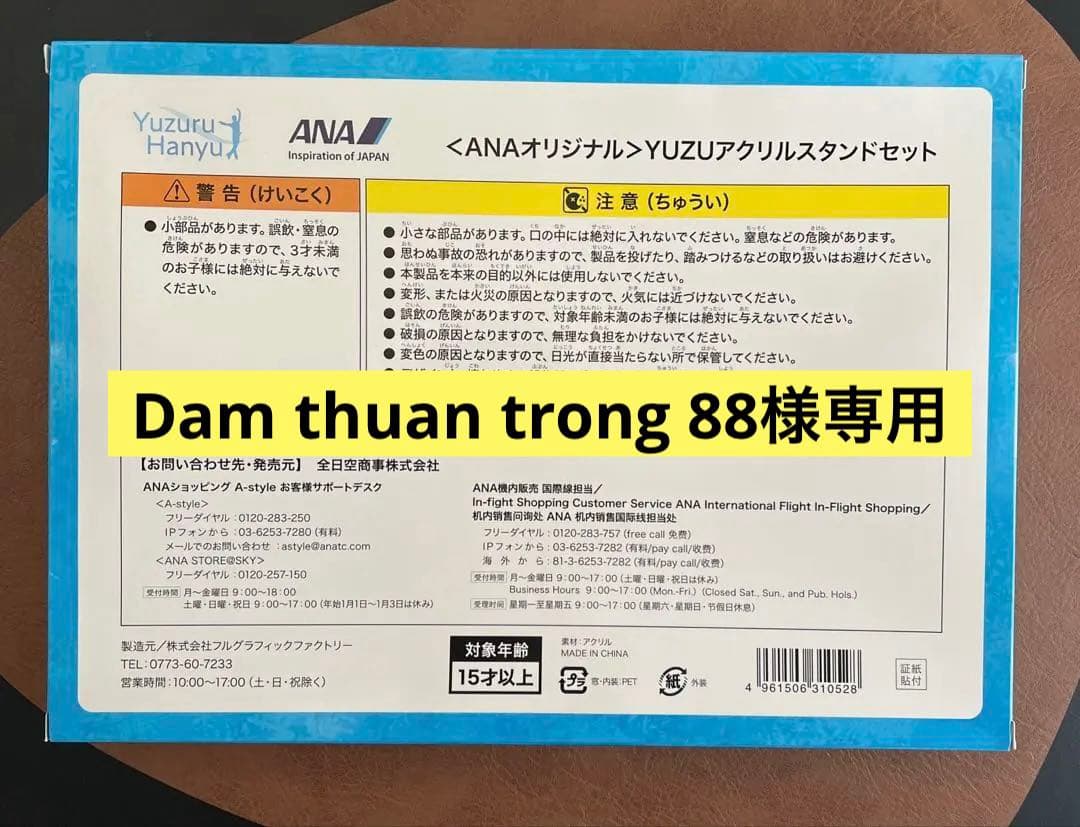 Yuzuru
Hanyu
ANA
Inspiration of JAPAN
＜ANAオリジナル＞YUZUアクリルスタンドセット
警告（けいこく）
●小部品があります。誤飲・窒息の
危険がありますので、3才未満
のお子様には絶対に与えないで
ください。
注意（ちゅうい）
●小さな部品があります。口の中には絶対に入れないでください。窒息などの危険があります。
●思わぬ事故の恐れがありますので、製品を投げたり、踏みつけるなどの取り扱いはお避けください。
●本製品を本来の目的以外には使用しないでください。
●変形、または火災の原因となりますので、火気には近づけないでください。
●誤飲の危険がありますので、対象年齢未満のお子様には絶対に与えないでください。
●破損の原因となりますので、無理な負担をかけないでください。
●変色の原因となりますので、日光が直接当たらない所で保管してください。
Dam thuan trong 88様専用
【お問い合わせ先・発売元】 全日空商事株式会社
ANAショッピング A-style お客様サポートデスク
＜A-style＞
フリーダイヤル：0120-283-250
IPフォンから：03-6253-7280（有料）
メールでのお問い合わせ：astyle@anatc.com
＜ANA STORE@SKY＞
フリーダイヤル：0120-257-150
受付時間 月～金曜日 9：00～18：00
土曜・日曜・祝日 9：00～17：00（年始1月1日～1月3日は休み）
ANA機内販売 国際線担当／
In-fight Shopping Customer Service ANA International Flight In-Flight Shopping／
机内销售问询处 ANA 机内销售国际线担当处
フリーダイヤル：0120-283-757 (free call 免费)
IPフォンから：03-6253-7282（有料/pay call/收费）
海外から：81-3-6253-7282（有料/pay call/收费）
受付時間 月～金曜日 9：00～17：00（土曜・日曜・祝日は休み）
Business Hours 9：00～17：00 (Mon.-Fri.)（Closed Sat., Sun., and Pub. Hols.）
受理时间 星期一至星期五 9：00～17：00（星期六・星期日・节假日休息）
製造元／株式会社フルグラフィックファクトリー
TEL：0773-60-7233
営業時間：10:00～17:00（土・日・祝除く）
対象年齢
15才以上
素材：アクリル
MADE IN CHINA
プラ 窓・内装：PET
紙 外装
4 961506 310528
証紙
貼付